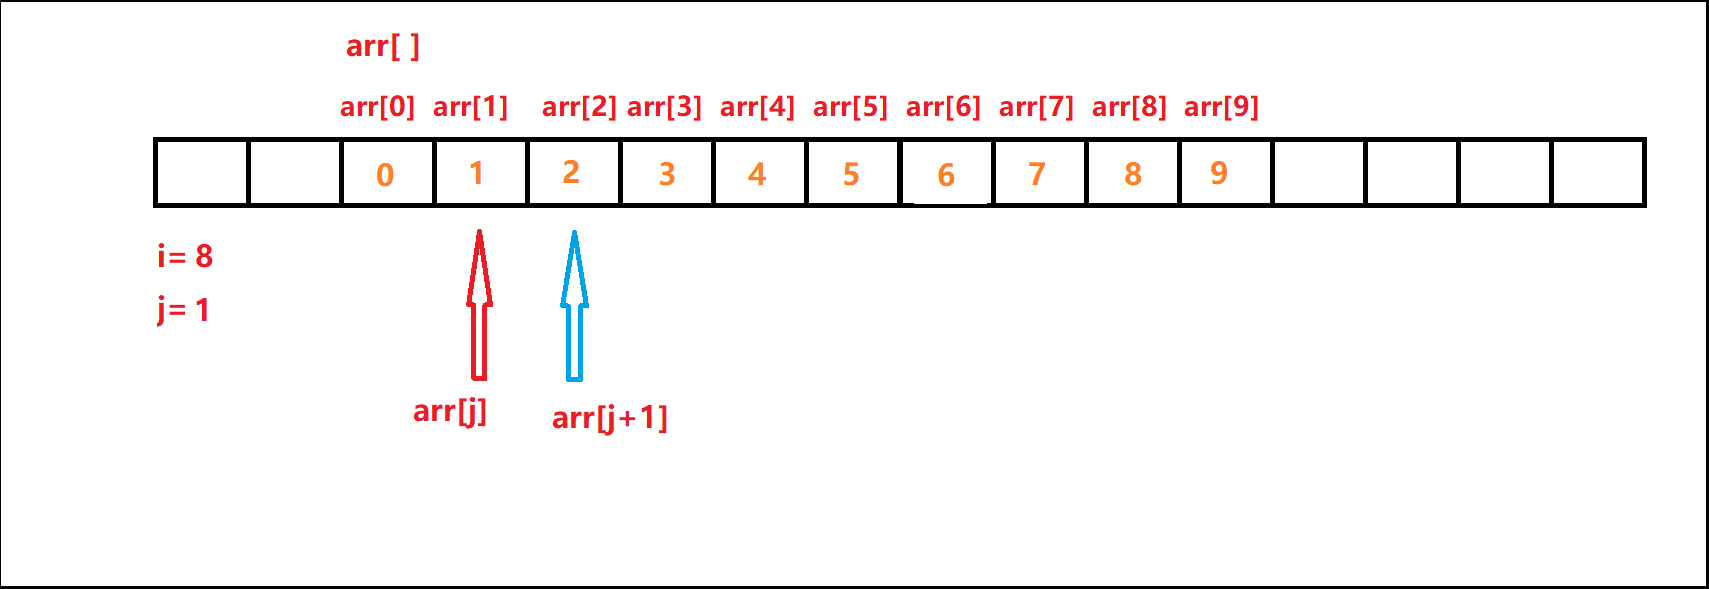 arr[ ]
arr[0] arr[1] arr[2] arr[3] arr[4] arr[5] arr[6] arr[7] arr[8] arr[9]
0 1 2 3 4 5 6 7 8 9
i= 8
j= 1
arr[j] arr[j+1]